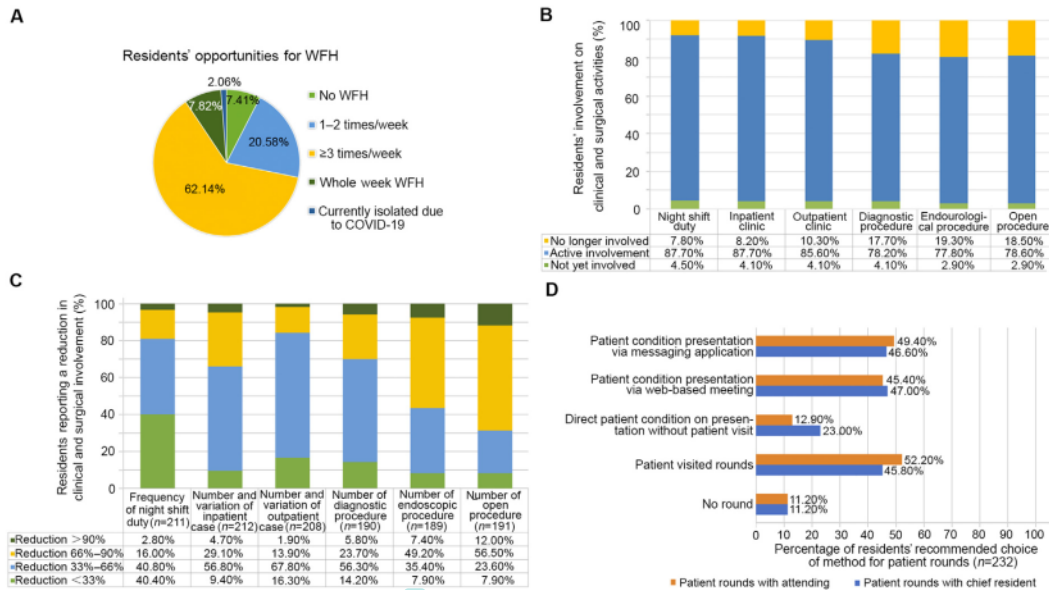 A
Residents' opportunities for WFH
2.06%
7.82%
7.41%
20.58%
62.14%
No WFH
1–2 times/week
≥3 times/week
Whole week WFH
Currently isolated due
to COVID-19
B
Residents' involvement on
clinical and surgical activities (%)
100
80
60
40
20
0
Night shift duty
Inpatient clinic
Outpatient clinic
Diagnostic procedure
Endourologi-cal procedure
Open procedure
No longer involved 7.80% 8.20% 10.30% 17.70% 19.30% 18.50%
Active involvement 87.70% 87.70% 85.60% 78.20% 77.80% 78.60%
Not yet involved 4.50% 4.10% 4.10% 4.10% 2.90% 2.90%
C
Residents reporting a reduction in
clinical and surgical involvement (%)
100
80
60
40
20
0
Frequency of night shift duty (n=211)
Number and variation of inpatient case (n=212)
Number and variation of outpatient case (n=208)
Number of diagnostic procedure (n=190)
Number of endoscopic procedure (n=189)
Number of open procedure (n=191)
Reduction >90% 2.80% 4.70% 1.90% 5.80% 7.40% 12.00%
Reduction 66%–90% 16.00% 29.10% 13.90% 23.70% 49.20% 56.50%
Reduction 33%–66% 40.80% 56.80% 67.80% 56.30% 35.40% 23.60%
Reduction <33% 40.40% 9.40% 16.30% 14.20% 7.90% 7.90%
D
Patient condition presentation
via messaging application
49.40%
46.60%
Patient condition presentation
via web-based meeting
45.40%
47.00%
Direct patient condition on presen-
tation without patient visit
12.90%
23.00%
Patient visited rounds
52.20%
45.80%
No round
11.20%
11.20%
0 10 20 30 40 50 60 70 80 90 100
Percentage of residents' recommended choice
of method for patient rounds (n=232)
Patient rounds with attending
Patient rounds with chief resident